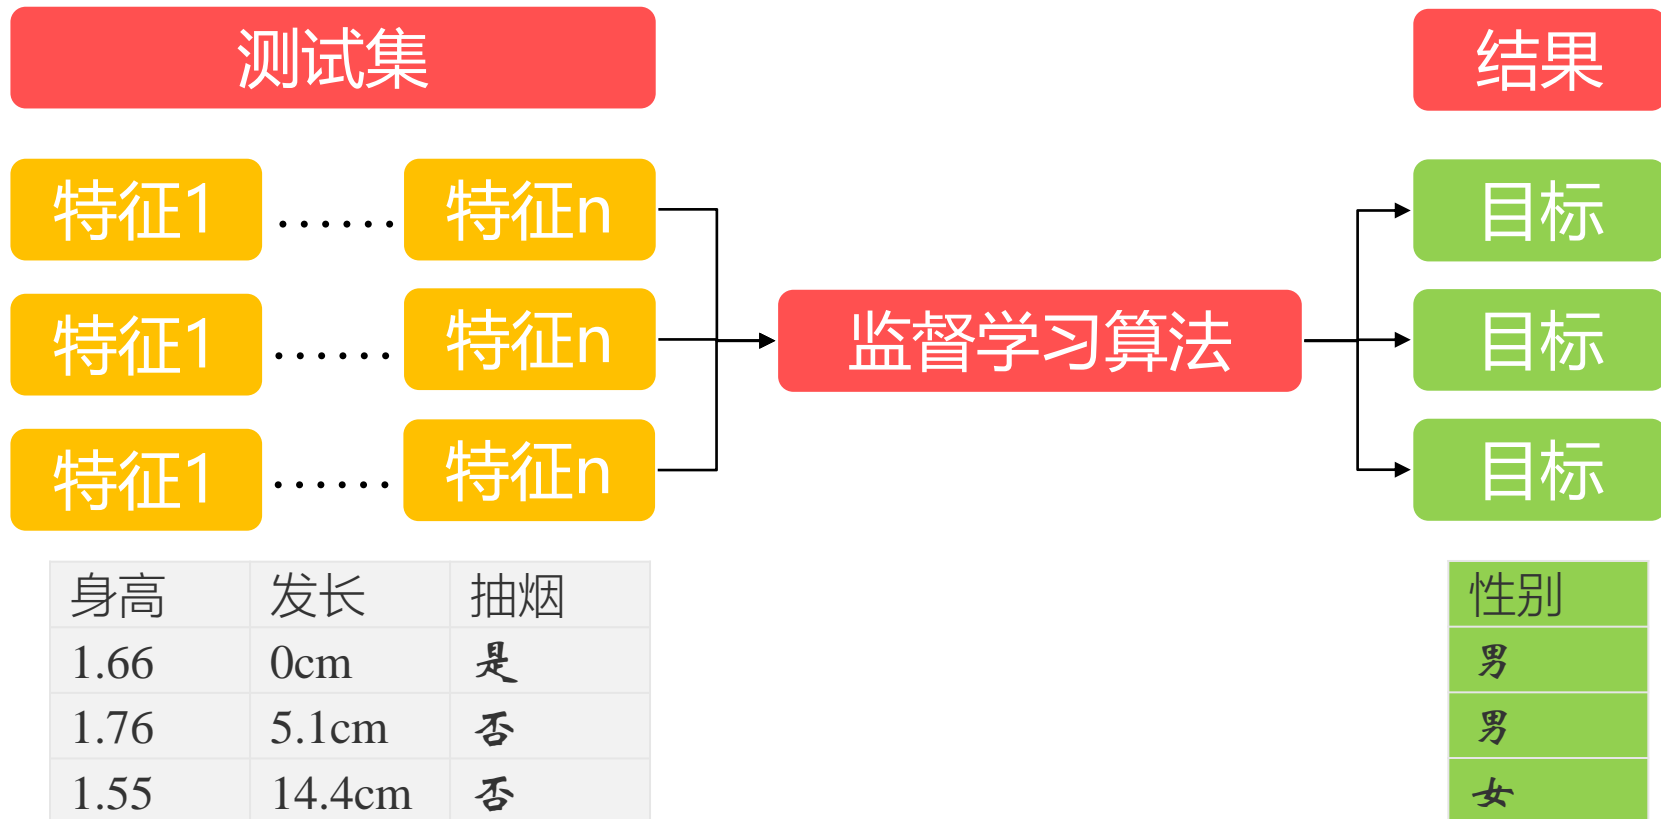 测试集 结果
特征1 ...... 特征n 目标
特征1 ...... 特征n 监督学习算法 目标
特征1 ...... 特征n 目标
身高 发长 抽烟 性别
1.66 0cm 是 男
1.76 5.1cm 否 男
1.55 14.4cm 否 女